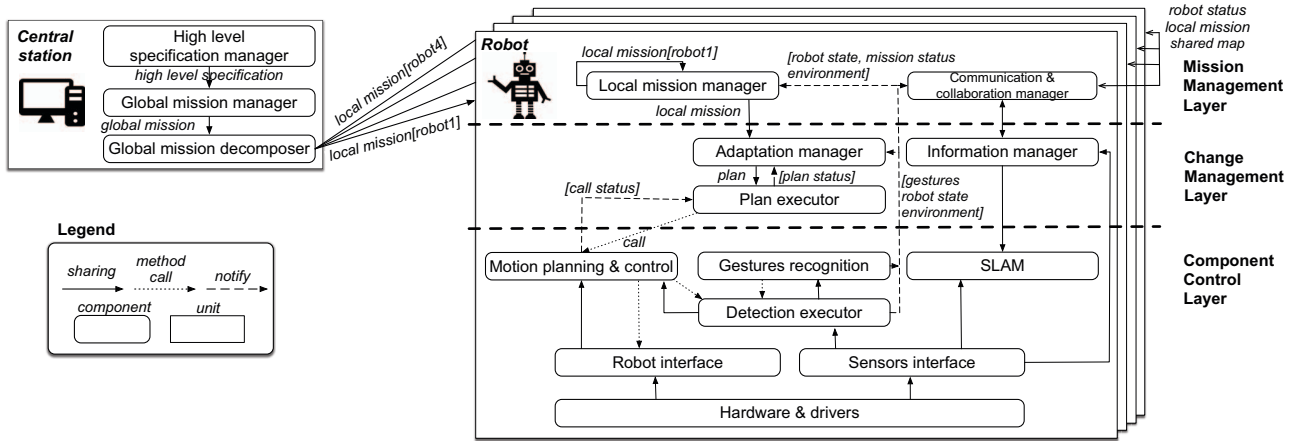 Central
station
High level
specification manager
high level specification
Global mission manager
global mission
Global mission decomposer
local mission[robot4]
local mission[robot1]
Legend
sharing
method
call
notify
component
unit
Robot
local mission[robot1]
Local mission manager
local mission
[robot state, mission status
environment]
Communication &
collaboration manager
robot status
local mission
shared map
Mission
Management
Layer
Adaptation manager
Information manager
plan
[plan status]
Plan executor
[call status]
[gestures
robot state
environment]
Change
Management
Layer
call
Motion planning & control
Gestures recognition
SLAM
Detection executor
Robot interface
Sensors interface
Hardware & drivers
Component
Control
Layer